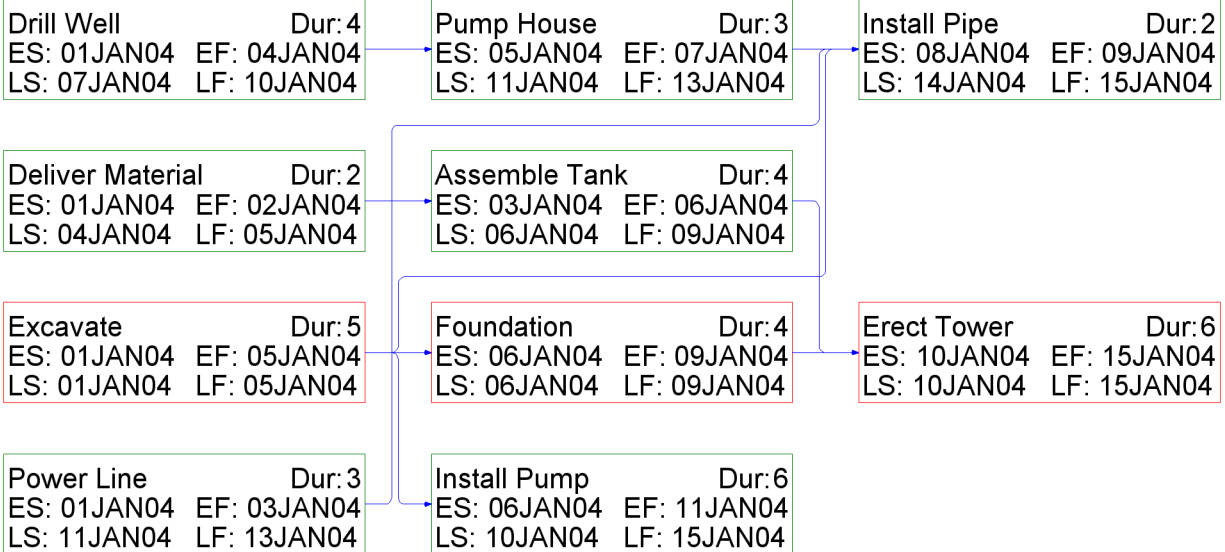 Drill Well Dur: 4
ES: 01JAN04 EF: 04JAN04
LS: 07JAN04 LF: 10JAN04
Pump House Dur: 3
ES: 05JAN04 EF: 07JAN04
LS: 11JAN04 LF: 13JAN04
Install Pipe Dur: 2
ES: 08JAN04 EF: 09JAN04
LS: 14JAN04 LF: 15JAN04
Deliver Material Dur: 2
ES: 01JAN04 EF: 02JAN04
LS: 04JAN04 LF: 05JAN04
Assemble Tank Dur: 4
ES: 03JAN04 EF: 06JAN04
LS: 06JAN04 LF: 09JAN04
Excavate Dur: 5
ES: 01JAN04 EF: 05JAN04
LS: 01JAN04 LF: 05JAN04
Foundation Dur: 4
ES: 06JAN04 EF: 09JAN04
LS: 06JAN04 LF: 09JAN04
Erect Tower Dur: 6
ES: 10JAN04 EF: 15JAN04
LS: 10JAN04 LF: 15JAN04
Power Line Dur: 3
ES: 01JAN04 EF: 03JAN04
LS: 11JAN04 LF: 13JAN04
Install Pump Dur: 6
ES: 06JAN04 EF: 11JAN04
LS: 10JAN04 LF: 15JAN04